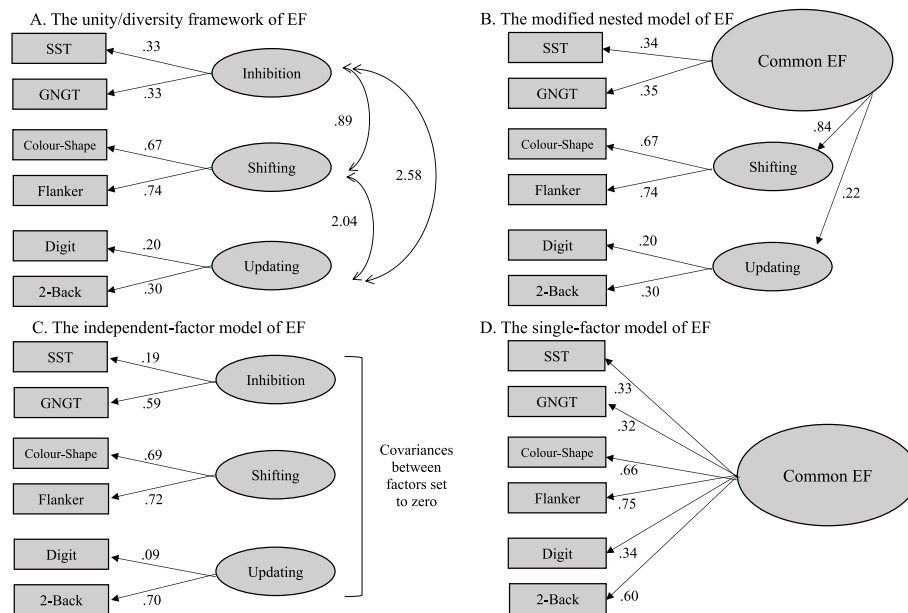 A. The unity/diversity framework of EF
SST
GNGT
Colour-Shape
Flanker
Digit
2-Back
.33
.33
.67
.74
.20
.30
Inhibition
Shifting
Updating
.89
2.04
2.58
B. The modified nested model of EF
SST
GNGT
Colour-Shape
Flanker
Digit
2-Back
.34
.35
.67
.74
.20
.30
Common EF
Shifting
Updating
.84
.22
C. The independent-factor model of EF
SST
GNGT
Colour-Shape
Flanker
Digit
2-Back
.19
.59
.69
.72
.09
.70
Inhibition
Shifting
Updating
Covariances
between
factors set
to zero
D. The single-factor model of EF
SST
GNGT
Colour-Shape
Flanker
Digit
2-Back
.33
.32
.66
.75
.34
.60
Common EF